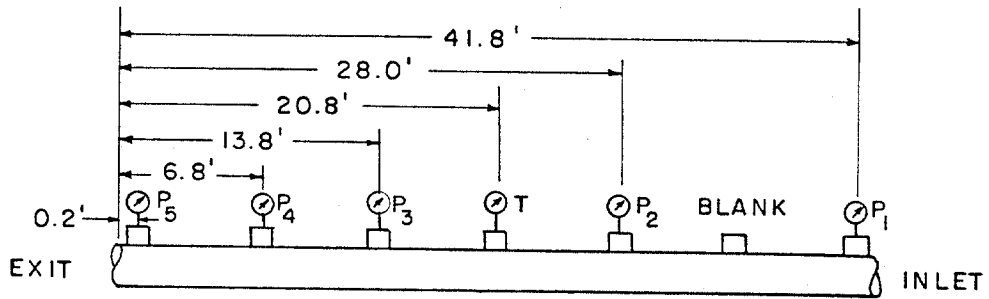 41.8'
28.0'
20.8'
13.8'
6.8'
0.2'
P5
P4
P3
T
P2
BLANK
P1
EXIT
INLET